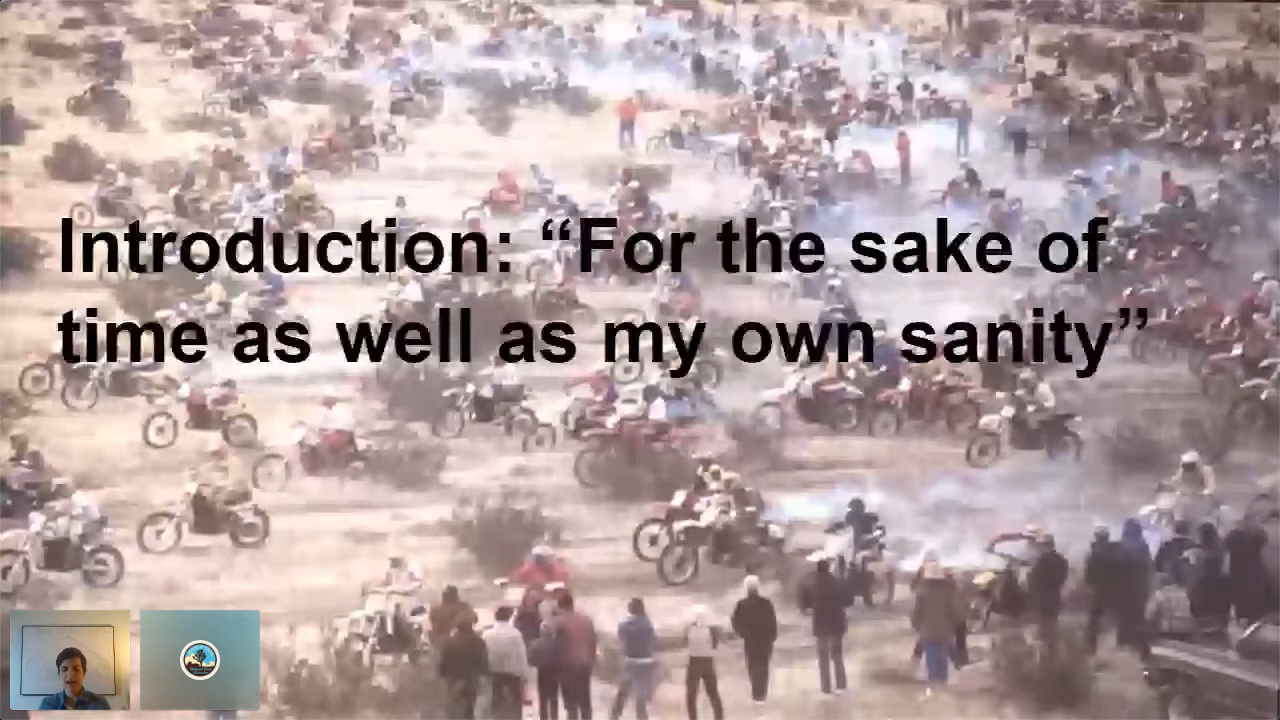 Introduction: “For the sake of
time as well as my own sanity”